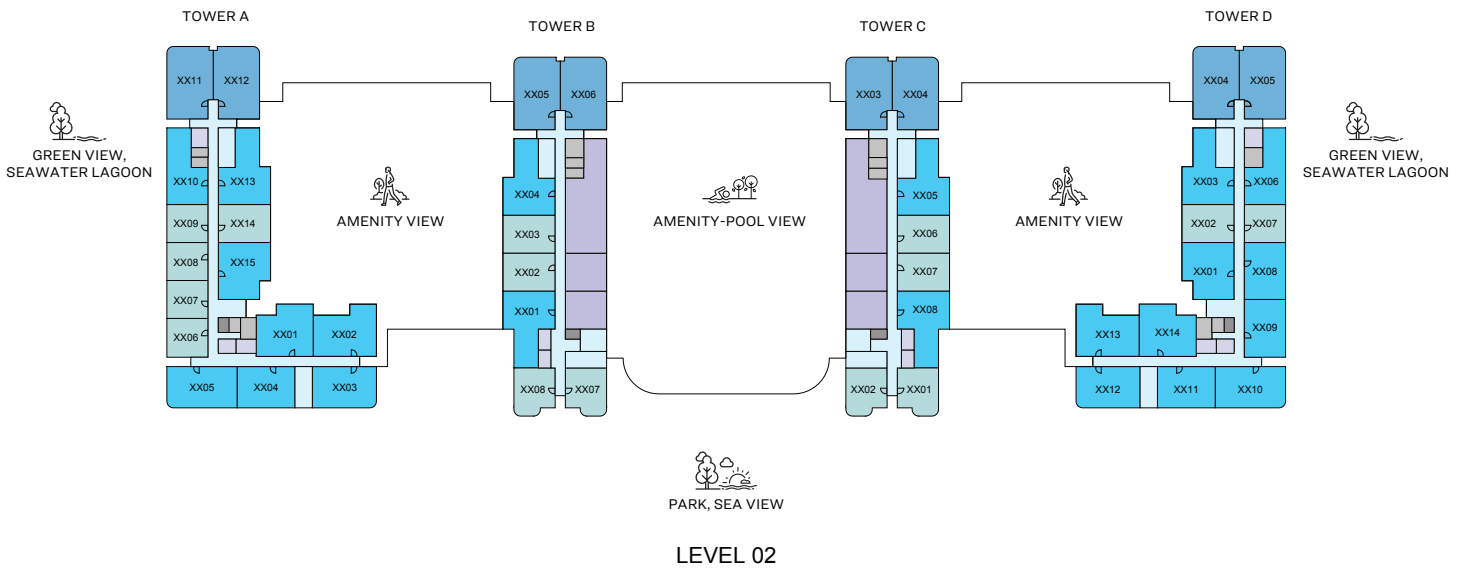 TOWER A
TOWER B
TOWER C
TOWER D
XX11
XX12
XX05
XX06
XX03
XX04
XX04
XX05
GREEN VIEW,
SEAWATER LAGOON
GREEN VIEW,
SEAWATER LAGOON
XX10
XX13
XX04
XX05
XX03
XX06
XX09
XX14
AMENITY VIEW
XX03
AMENITY-POOL VIEW
XX06
AMENITY VIEW
XX02
XX07
XX08
XX15
XX02
XX07
XX01
XX08
XX07
XX01
XX08
XX06
XX01
XX02
XX13
XX14
XX09
XX05
XX04
XX03
XX08
XX07
XX02
XX01
XX12
XX11
XX10
PARK, SEA VIEW
LEVEL 02